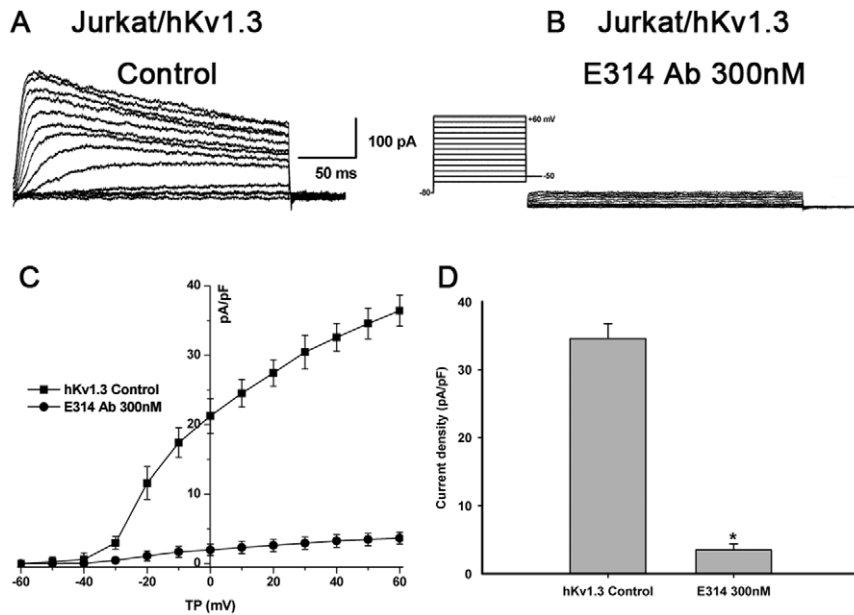 A Jurkat/hKv1.3
Control
B Jurkat/hKv1.3
E314 Ab 300nM
100 pA
50 ms
+60 mV
-50
-80
C
pA/pF
40
30
20
10
0
hKv1.3 Control
E314 Ab 300nM
-60 -40 -20 0 20 40 60
TP (mV)
D
Current density (pA/pF)
40
30
20
10
0
*
hKv1.3 Control E314 300nM